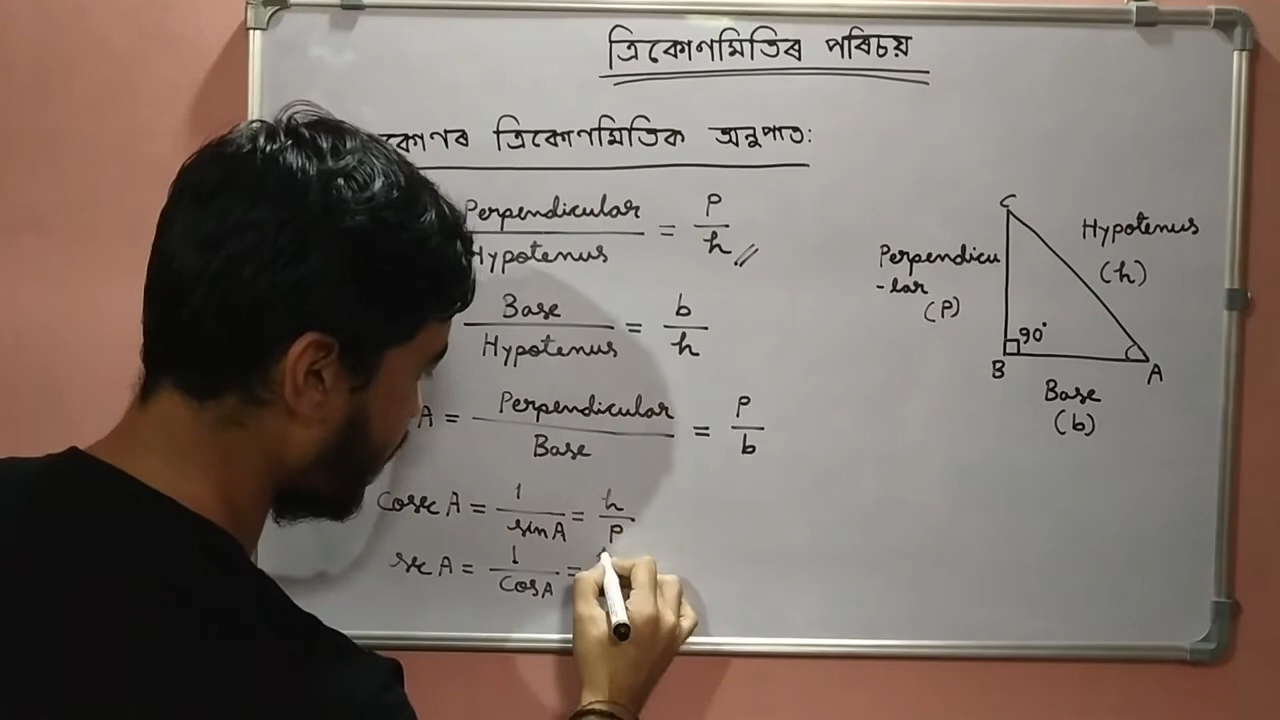 ত্ৰিকোণমিতিৰ পৰিচয়
কোণৰ ত্ৰিকোণমিতিক অনুপাত:
Perpendicular / Hypotenus = P / h
Base / Hypotenus = b / h
A = Perpendicular / Base = P / b
Cosec A = 1 / sin A = h / P
sec A = 1 / Cos A =
C
Hypotenus
(h)
Perpendicu
-lar
(P)
90°
B
A
Base
(b)